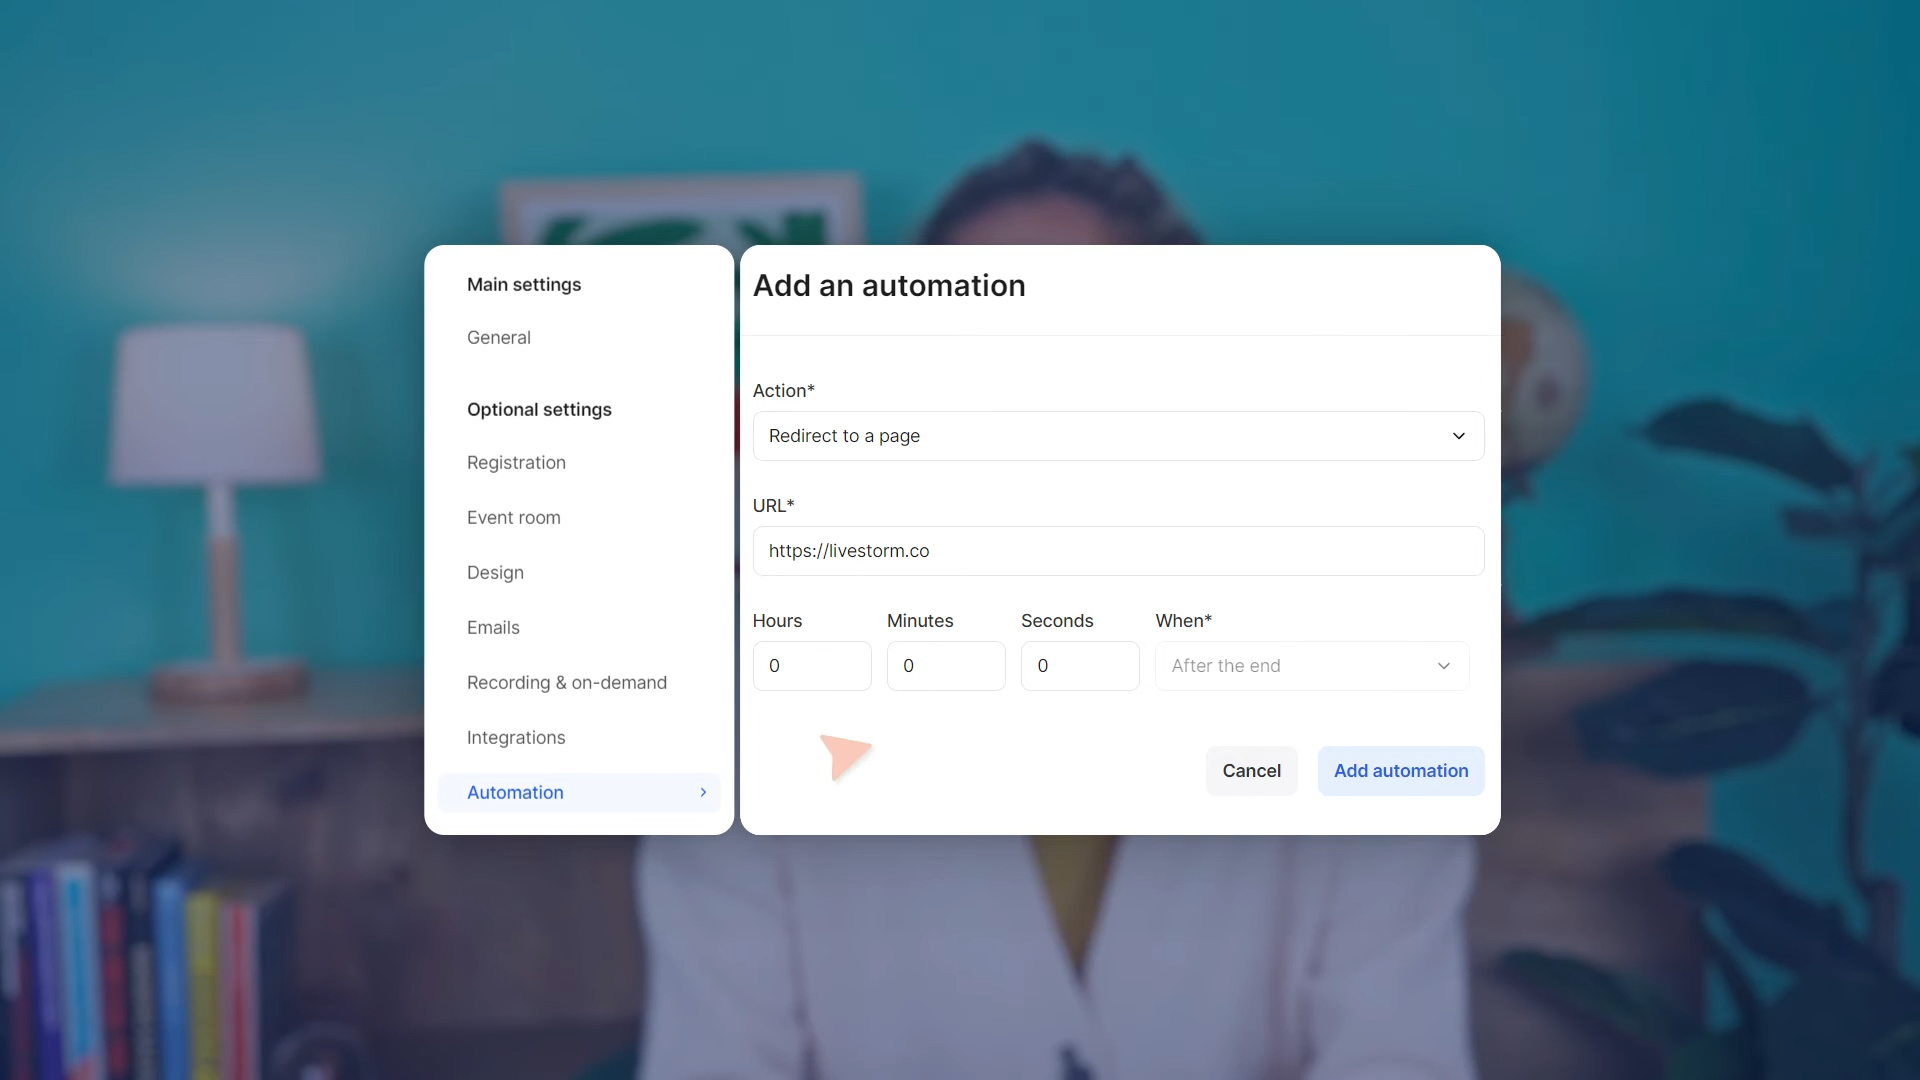 Main settings
General
Optional settings
Registration
Event room
Design
Emails
Recording & on-demand
Integrations
Automation
Add an automation
Action*
Redirect to a page
URL*
https://livestorm.co
Hours Minutes Seconds When*
0 0 0 After the end
Cancel Add automation